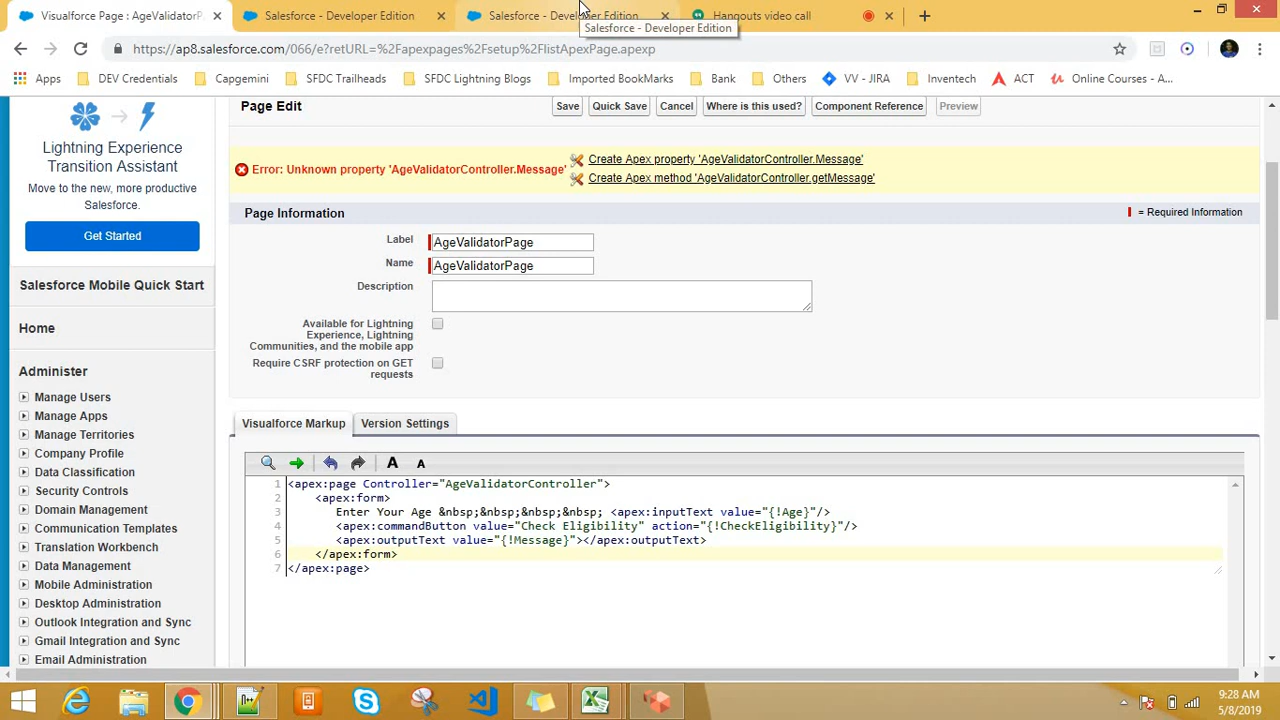 Visualforce Page : AgeValidatorP
Salesforce - Developer Edition
Salesforce - Developer Edition
Hangouts video call
Salesforce - Developer Edition
https://ap8.salesforce.com/066/e?retURL=%2Fapexpages%2Fsetup%2FlistApexPage.apexp
Apps
DEV Credentials
Capgemini
SFDC Trailheads
SFDC Lightning Blogs
Imported BookMarks
Bank
Others
VV - JIRA
Inventech
ACT
Online Courses - A...
Lightning Experience
Transition Assistant
Move to the new, more productive
Salesforce.
Get Started
Salesforce Mobile Quick Start
Home
Administer
Manage Users
Manage Apps
Manage Territories
Company Profile
Data Classification
Security Controls
Domain Management
Communication Templates
Translation Workbench
Data Management
Mobile Administration
Desktop Administration
Outlook Integration and Sync
Gmail Integration and Sync
Email Administration
Page Edit
Save
Quick Save
Cancel
Where is this used?
Component Reference
Preview
Error: Unknown property 'AgeValidatorController.Message'
Create Apex property 'AgeValidatorController.Message'
Create Apex method 'AgeValidatorController.getMessage'
Page Information
= Required Information
Label
AgeValidatorPage
Name
AgeValidatorPage
Description
Available for Lightning
Experience, Lightning
Communities, and the mobile app
Require CSRF protection on GET
requests
Visualforce Markup
Version Settings
A A
1 <apex:page Controller="AgeValidatorController">
2 <apex:form>
3 Enter Your Age &nbsp;&nbsp;&nbsp;&nbsp; <apex:inputText value="{!Age}"/>
4 <apex:commandButton value="Check Eligibility" action="{!CheckEligibility}"/>
5 <apex:outputText value="{!Message}"></apex:outputText>
6 </apex:form>
7 </apex:page>
9:28 AM
5/8/2019